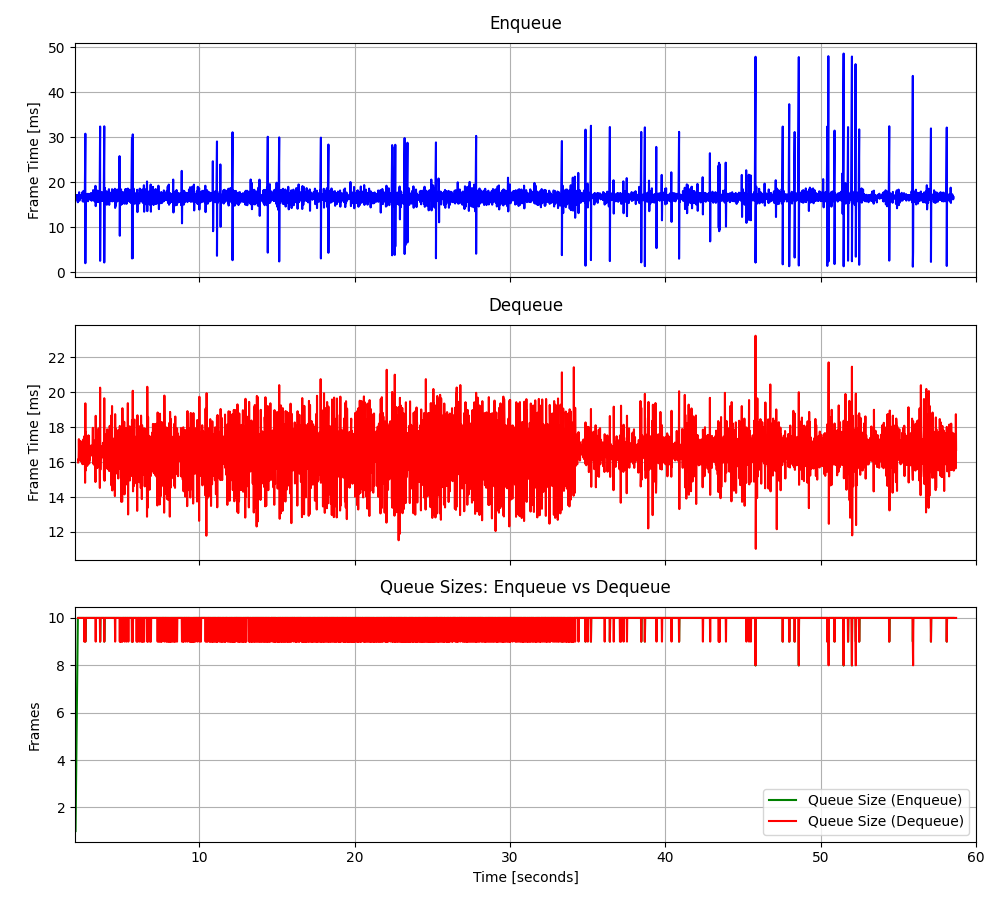 Enqueue
50
40
30
20
10
0
Frame Time [ms]
Dequeue
22
20
18
16
14
12
Frame Time [ms]
Queue Sizes: Enqueue vs Dequeue
10
8
6
4
2
Frames
Queue Size (Enqueue)
Queue Size (Dequeue)
10 20 30 40 50 60
Time [seconds]